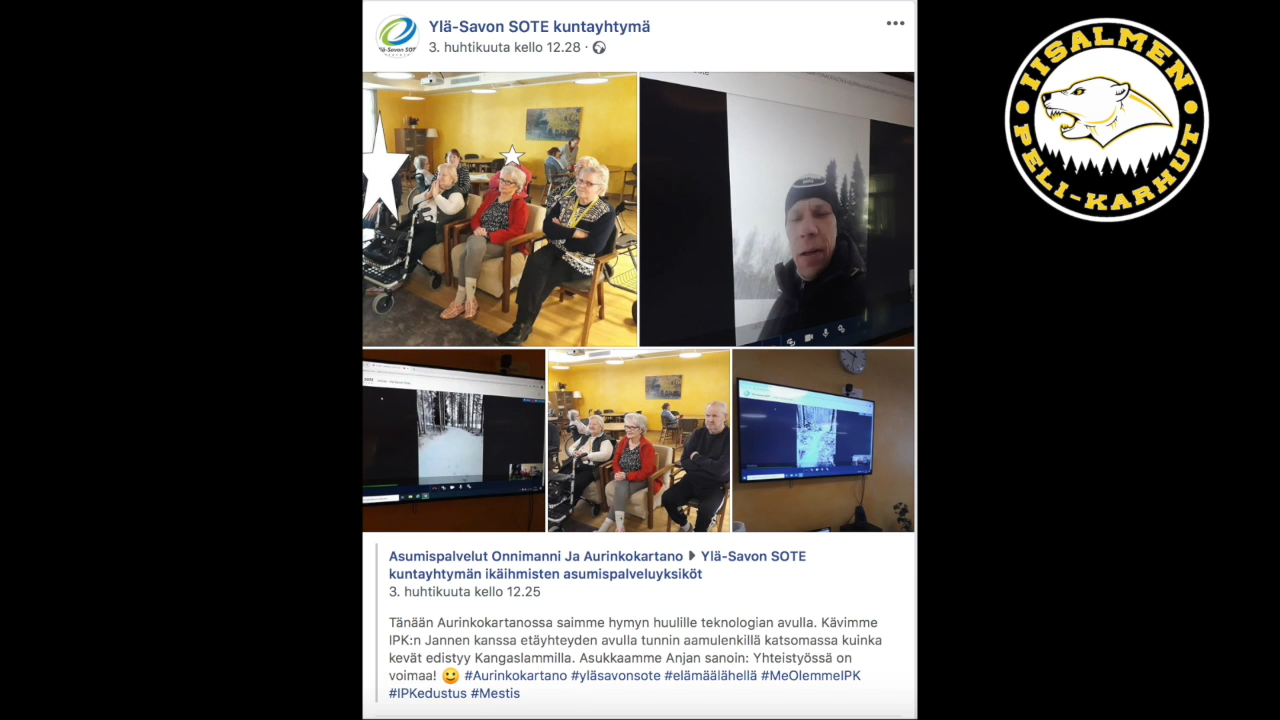 Ylä-Savon SOTE kuntayhtymä
3. huhtikuuta kello 12.28 ·
IISALMEN
PELI-KARHUT
Asumispalvelut Onnimanni Ja Aurinkokartano Ylä-Savon SOTE
kuntayhtymän ikäihmisten asumispalveluyksiköt
3. huhtikuuta kello 12.25
Tänään Aurinkokartanossa saimme hymyn huulille teknologian avulla. Kävimme
IPK:n Jannen kanssa etäyhteyden avulla tunnin aamulenkillä katsomassa kuinka
kevät edistyy Kangaslammilla. Asukkaamme Anjan sanoin: Yhteistyössä on
voimaa! 😀 #Aurinkokartano #yläsavonsote #elämäälähellä #MeOlemmeIPK
#IPKedustus #Mestis